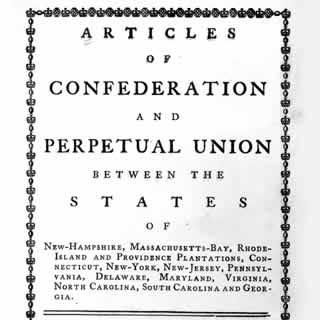 ARTICLES
OF
CONFEDERATION
AND
PERPETUAL UNION
BETWEEN THE
STATES
OF
New-Hampshire, Massachusetts-Bay, Rhode-
Island and Providence Plantations, Con-
necticut, New-York, New-Jersey, Pennsyl-
vania, Delaware, Maryland, Virginia,
North Carolina, South Carolina and Geor-
gia.